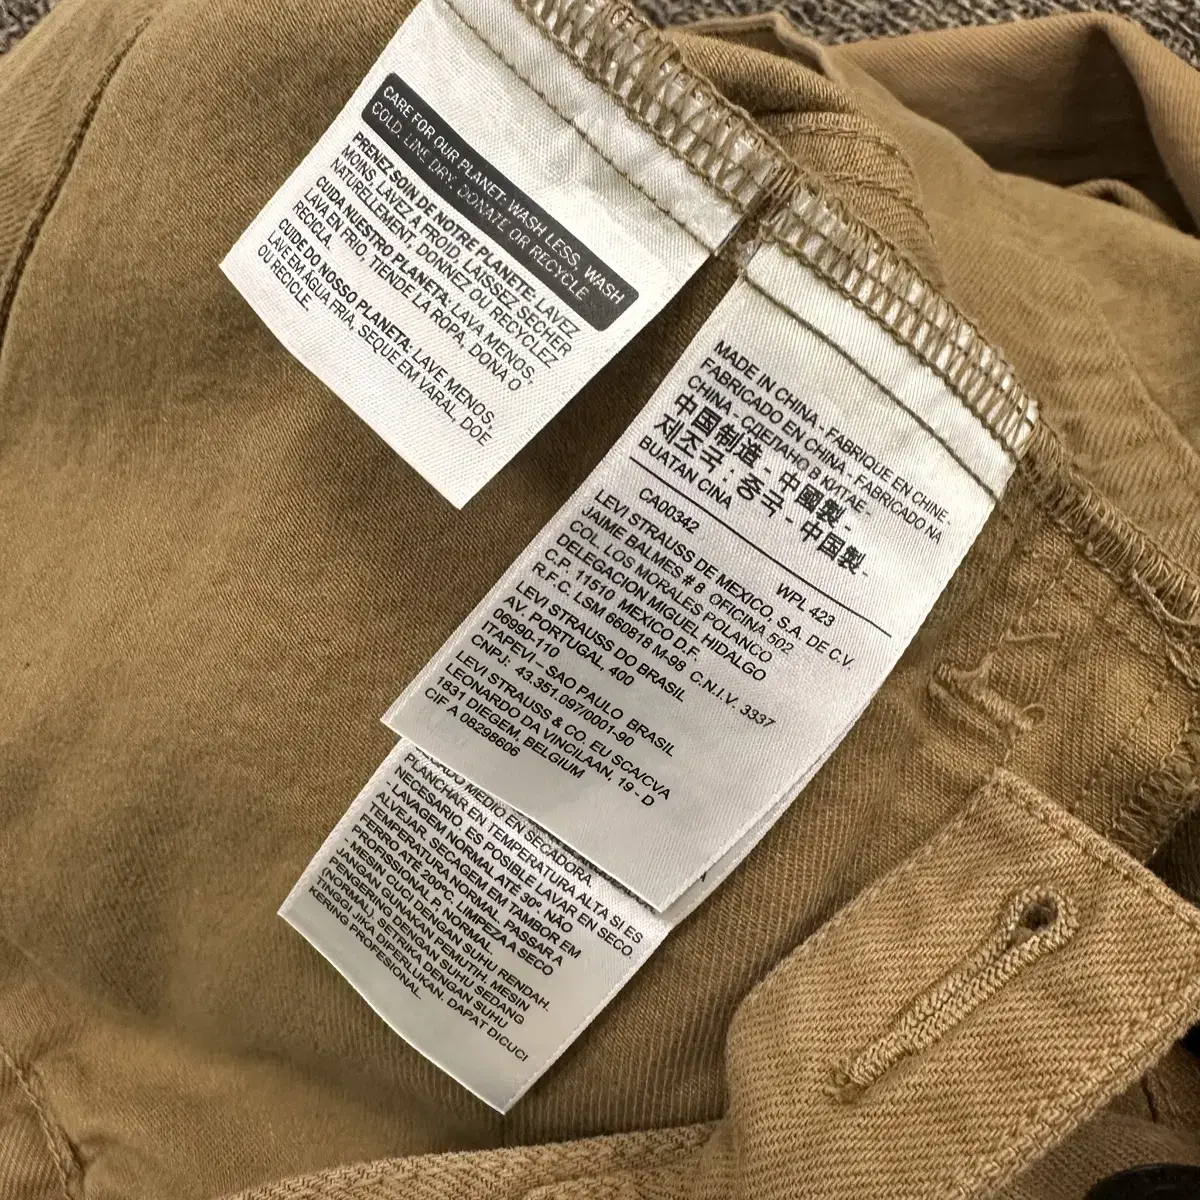 CARE FOR OUR PLANET: WASH LESS, WASH
COLD, LINE DRY, DONATE OR RECYCLE
PRENEZ SOIN DE NOTRE PLANETE: LAVEZ
MOINS, LAVEZ A FROID, LAISSEZ SÉCHER
NATURELLEMENT, DONNEZ OU RECYCLEZ
CUIDA NUESTRO PLANETA: LAVA MENOS,
LAVA EN FRIO, TIENDE LA ROPA, DONA O
RECICLA.
CUIDE DO NOSSO PLANETA: LAVE MENOS,
LAVE EM ÁGUA FRIA, SEQUE EM VARAL, DOE
OU RECICLE.
MADE IN CHINA - FABRIQUE EN CHINE -
FABRICADO EN CHINA - FABRICADO NA
CHINA - СДЕЛАНО В КИТАЕ -
中国制造 - 中國製 -
제조국 : 중국 - 中国製 -
BUATAN CINA
CA00342 WPL 423
LEVI STRAUSS DE MEXICO, S.A. DE C.V.
JAIME BALMES # 8 OFICINA 502
COL. LOS MORALES POLANCO
DELEGACION MIGUEL HIDALGO
C.P. 11510 MEXICO D.F.
R.F.C. LSM 660818 M-98 C.N.I.V. 3337
LEVI STRAUSS DO BRASIL
AV. PORTUGAL, 400
06990-110
ITAPEVI – SAO PAULO BRASIL
CNPJ: 43.351.097/0001-90
LEVI STRAUSS & CO. EU SCA/CVA
LEONARDO DA VINCILAAN, 19 - D
1831 DIEGEM, BELGIUM
CIF A 08298606
MEDIO EN SECADORA.
PLANCHAR EN TEMPERATURA ALTA SI ES
NECESARIO. ES POSIBLE LAVAR EN SECO.
- LAVAGEM NORMAL ATÉ 30º NÃO
ALVEJAR. SECAGEM EM TAMBOR EM
TEMPERATURA NORMAL. PASSAR A
FERRO ATÉ 200ºC. LIMPEZA A SECO
PROFISSIONAL P, NORMAL.
- MESIN CUCI DENGAN SUHU RENDAH.
JANGAN GUNAKAN PEMUTIH. MESIN
PENGERING DENGAN SUHU SEDANG
(NORMAL). SETRIKA DENGAN SUHU
TINGGI JIKA DIPERLUKAN. DAPAT DICUCI
KERING PROFESIONAL.